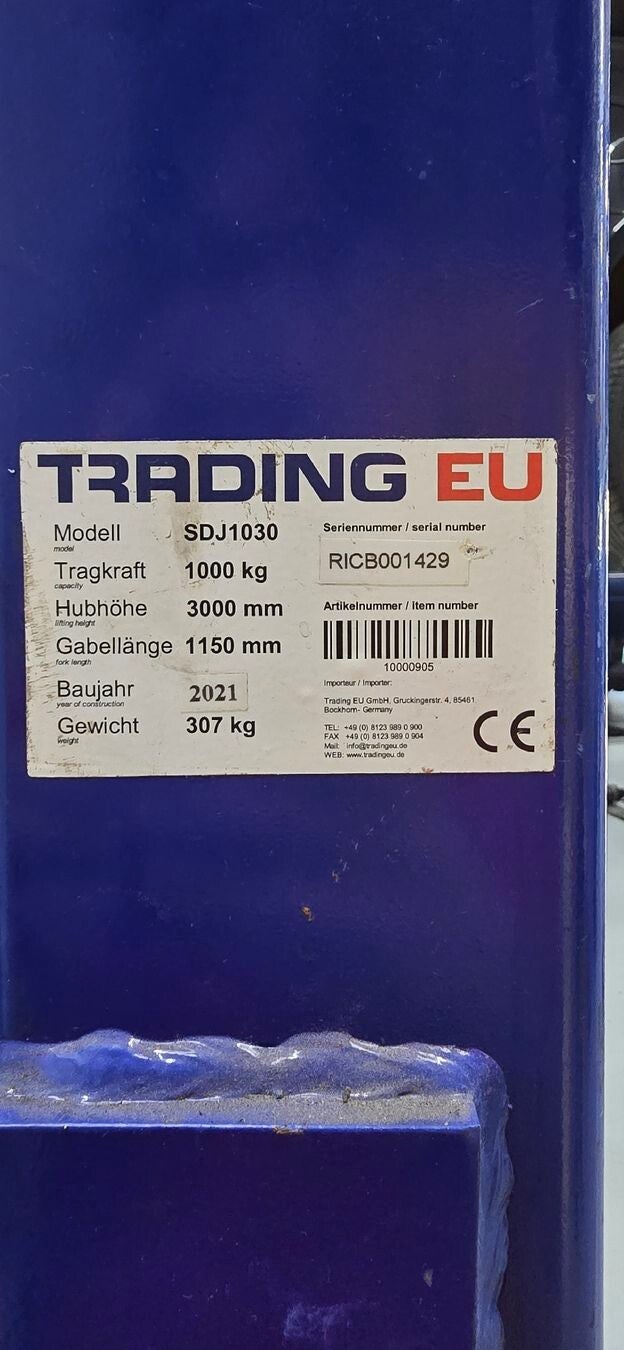 TRADING EU
Modell SDJ1030
model
Tragkraft 1000 kg
capacity
Hubhöhe 3000 mm
lifting height
Gabellänge 1150 mm
fork length
Baujahr 2021
year of construction
Gewicht 307 kg
weight
Seriennummer / serial number
RICB001429
Artikelnummer / Item number
10000905
Importeur / Importer:
Trading EU GmbH, Gruckingerstr. 4, 85461
Bockhorn- Germany
TEL: +49 (0) 8123 989 0 900
FAX +49 (0) 8123 989 0 904
Mail: info@tradingeu.de
WEB: www.tradingeu.de
CE